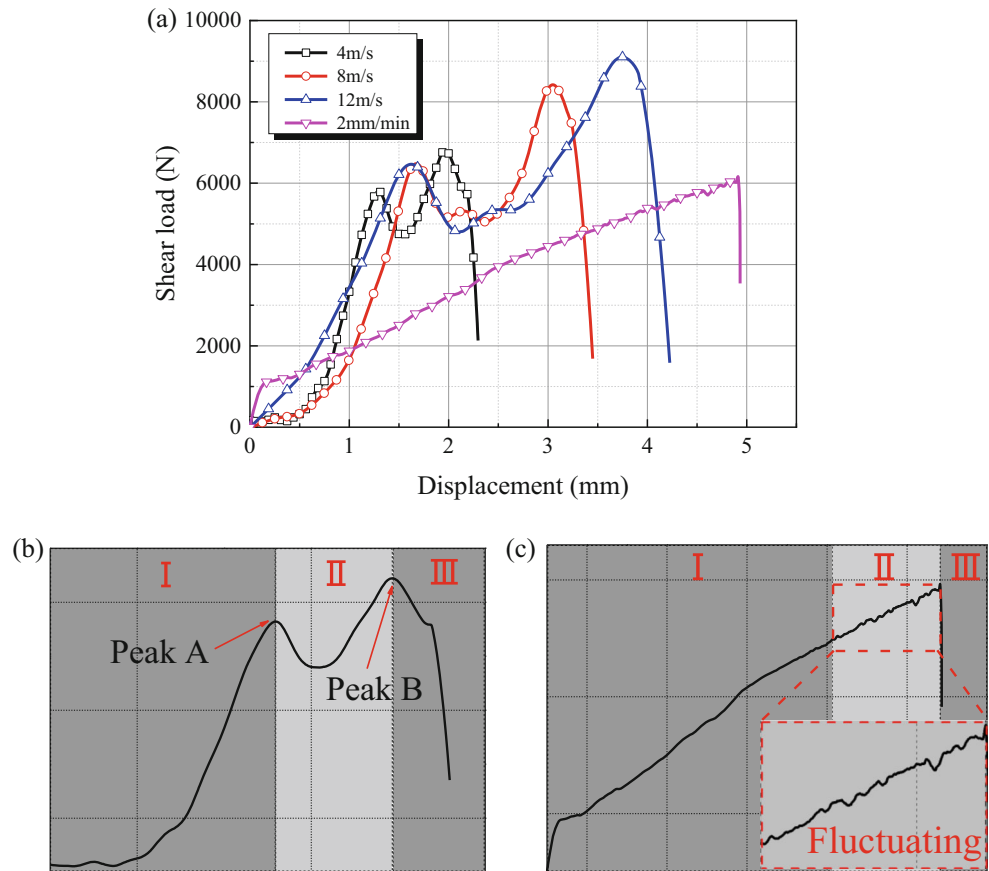 (a)
10000
8000
6000
4000
2000
0
Shear load (N)
4m/s
8m/s
12m/s
2mm/min
0 1 2 3 4 5
Displacement (mm)
(b)
I II III
Peak A
Peak B
(c)
I II III
Fluctuating